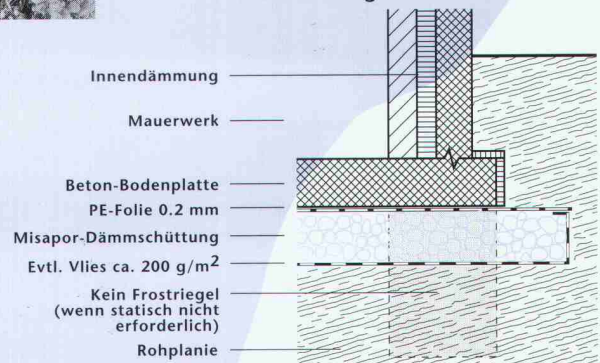 Innendämmung
Mauerwerk
Beton-Bodenplatte
PE-Folie 0.2 mm
Misapor-Dämmschüttung
Evtl. Vlies ca. 200 g/m²
Kein Frostriegel
(wenn statisch nicht
erforderlich)
Rohplanie